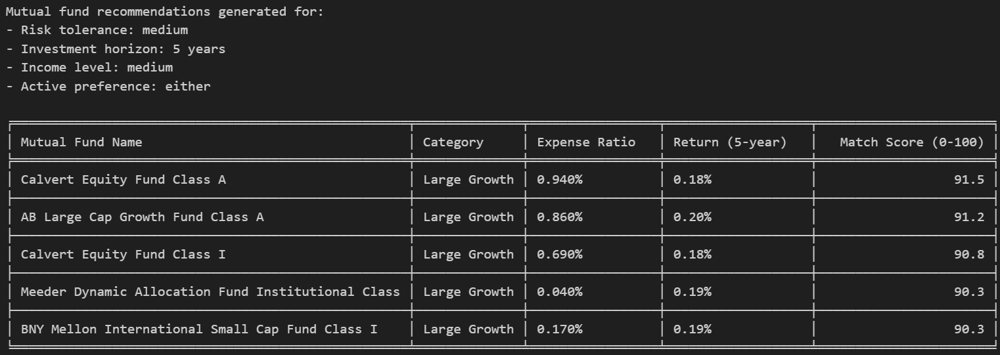 Mutual fund recommendations generated for:
- Risk tolerance: medium
- Investment horizon: 5 years
- Income level: medium
- Active preference: either
Mutual Fund Name Category Expense Ratio Return (5-year) Match Score (0-100)
Calvert Equity Fund Class A Large Growth 0.940% 0.18% 91.5
AB Large Cap Growth Fund Class A Large Growth 0.860% 0.20% 91.2
Calvert Equity Fund Class I Large Growth 0.690% 0.18% 90.8
Meeder Dynamic Allocation Fund Institutional Class Large Growth 0.040% 0.19% 90.3
BNY Mellon International Small Cap Fund Class I Large Growth 0.170% 0.19% 90.3